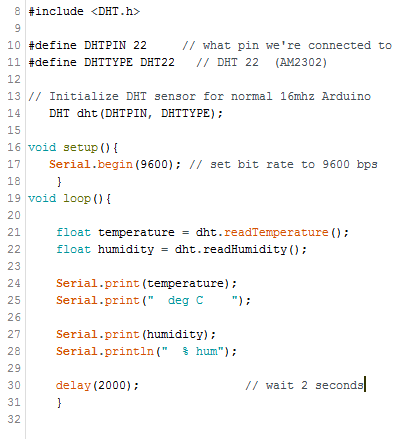 8 #include <DHT.h>
9
10 #define DHTPIN 22     // what pin we're connected to
11 #define DHTTYPE DHT22   // DHT 22  (AM2302)
12
13 // Initialize DHT sensor for normal 16mhz Arduino
14    DHT dht(DHTPIN, DHTTYPE);
15
16 void setup(){
17    Serial.begin(9600); // set bit rate to 9600 bps
18     }
19 void loop(){
20
21     float temperature = dht.readTemperature();
22     float humidity = dht.readHumidity();
23
24     Serial.print(temperature);
25     Serial.print("  deg C    ");
26
27     Serial.print(humidity);
28     Serial.println("  % hum");
29
30     delay(2000);               // wait 2 seconds
31     }
32